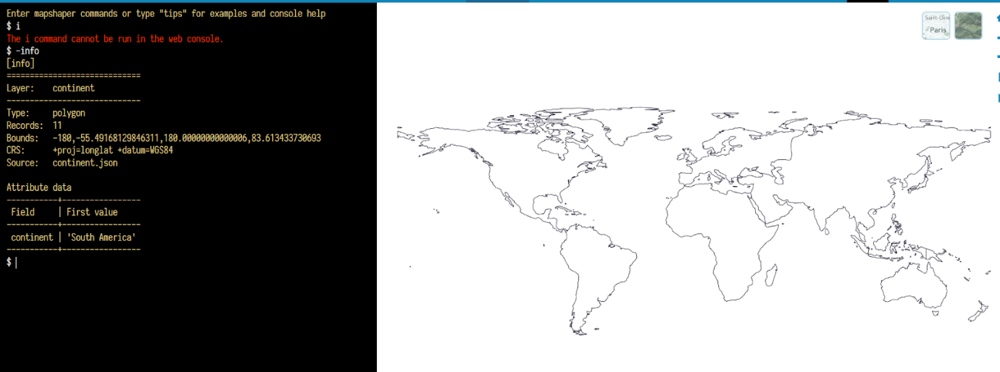 Enter mapshaper commands or type "tips" for examples and console help
$ i
The i command cannot be run in the web console.
$ -info
[info]
=============================
Layer:    continent
-----------------------------
Type:     polygon
Records:  11
Bounds:   -180,-55.49168129846311,180.00000000000006,83.613433730693
CRS:      +proj=longlat +datum=WGS84
Source:   continent.json
Attribute data
-----------+-----------------
 Field     | First value
-----------+-----------------
 continent | 'South America'
-----------+-----------------
$
Paris